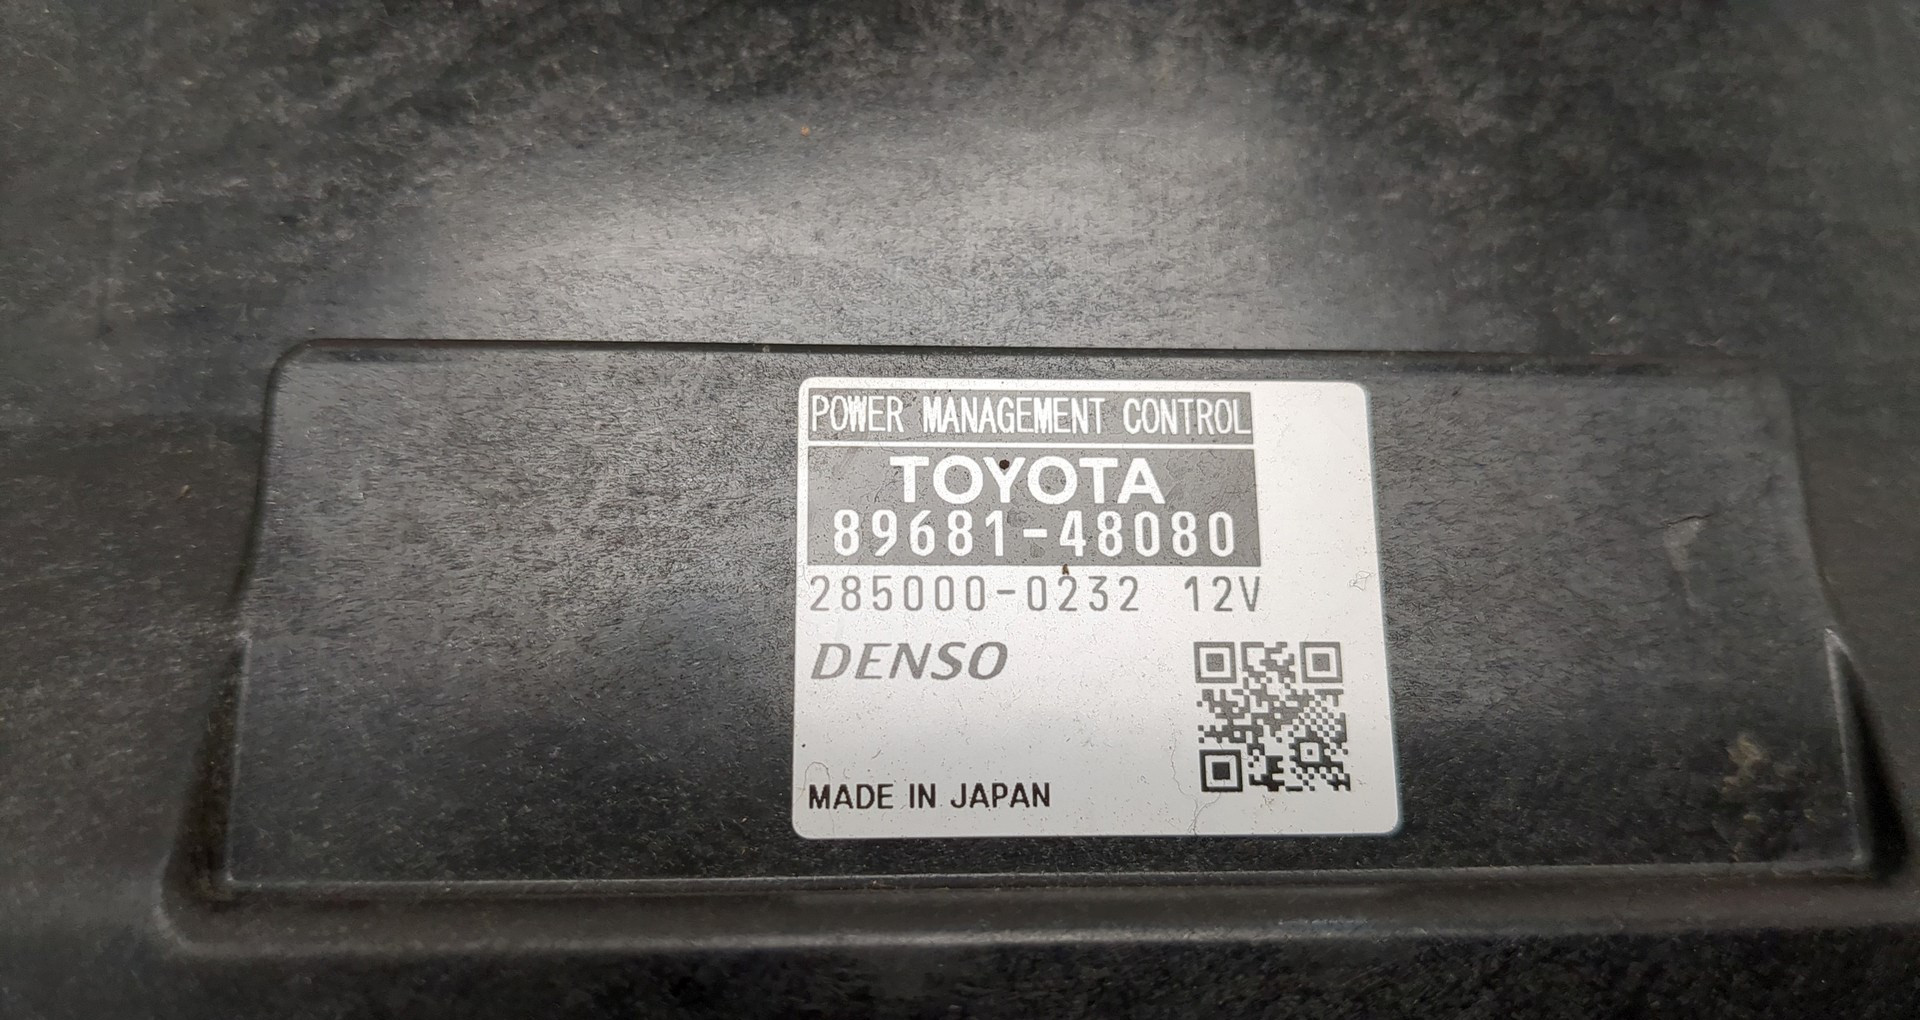 POWER MANAGEMENT CONTROL
TOYOTA
89681-48080
285000-0232 12V
DENSO
MADE IN JAPAN